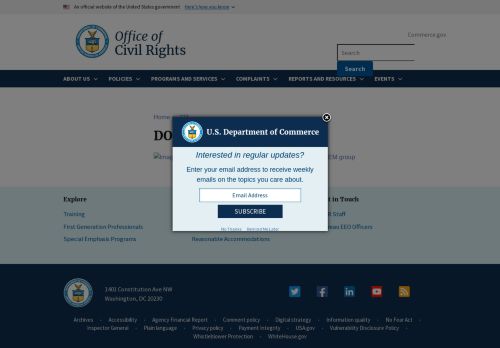 An official website of the United States government Here's how you know
Office of
Civil Rights
Commerce.gov
Search
Search
ABOUT US POLICIES PROGRAMS AND SERVICES COMPLAINTS REPORTS AND RESOURCES EVENTS
Home
DO
U.S. Department of Commerce
Interested in regular updates?
Enter your email address to receive weekly
emails on the topics you care about.
Email Address
SUBSCRIBE
No Thanks Remind Me Later
group
Explore
in Touch
Training
Staff
First Generation Professionals
EEO Officers
Special Emphasis Programs
Reasonable Accommodations
1401 Constitution Ave NW
Washington, DC 20230
Archives Accessibility Agency Financial Report Comment policy Digital strategy Information quality No Fear Act
Inspector General Plain language Privacy policy Payment Integrity USA.gov Vulnerability Disclosure Policy
Whistleblower Protection WhiteHouse.gov